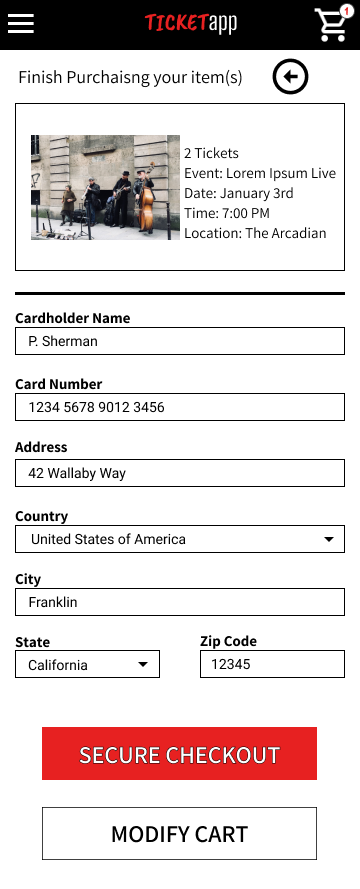 TICKETapp
1
Finish Purchaisng your item(s)
2 Tickets
Event: Lorem Ipsum Live
Date: January 3rd
Time: 7:00 PM
Location: The Arcadian
Cardholder Name
P. Sherman
Card Number
1234 5678 9012 3456
Address
42 Wallaby Way
Country
United States of America
City
Franklin
State
Zip Code
California
12345
SECURE CHECKOUT
MODIFY CART